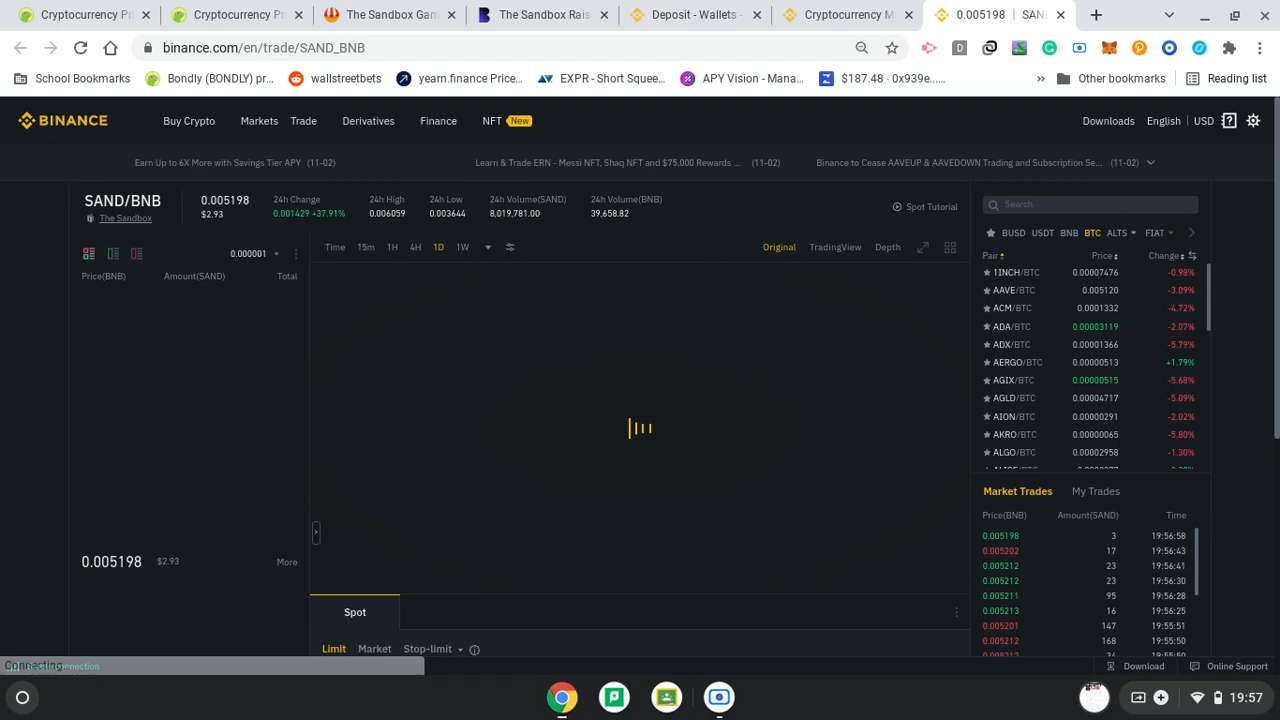 Cryptocurrency Pr
Cryptocurrency Pr
The Sandbox Gam
The Sandbox Rais
Deposit - Wallets -
Cryptocurrency M
0.005198 | SAN
binance.com/en/trade/SAND_BNB
School Bookmarks
Bondly (BONDLY) pr...
wallstreetbets
yearn.finance Price...
EXPR - Short Squee...
APY Vision - Mana...
$187.48 · 0x939e...…
»
Other bookmarks
Reading list
BINANCE
Buy Crypto
Markets
Trade
Derivatives
Finance
NFT New
Downloads
English | USD
Earn Up to 6X More with Savings Tier APY (11-02)
Learn & Trade ERN - Messi NFT, Shaq NFT and $75,000 Rewards ... (11-02)
Binance to Cease AAVEUP & AAVEDOWN Trading and Subscription Se... (11-02)
SAND/BNB
The Sandbox
0.005198
$2.93
24h Change
0.001429 +37.91%
24h High
0.006059
24h Low
0.003644
24h Volume(SAND)
8,019,781.00
24h Volume(BNB)
39,658.82
Spot Tutorial
0.000001
Price(BNB) Amount(SAND) Total
0.005198 $2.93 More
Time 15m 1H 4H 1D 1W
Original TradingView Depth
Spot
Limit Market Stop-limit
Search
BUSD USDT BNB BTC ALTS FIAT
Pair Price Change
1INCH/BTC 0.00007476 -0.98%
AAVE/BTC 0.005120 -3.09%
ACM/BTC 0.0001332 -4.72%
ADA/BTC 0.00003119 -2.07%
ADX/BTC 0.00001366 -5.79%
AERGO/BTC 0.00000513 +1.79%
AGIX/BTC 0.00000515 -5.68%
AGLD/BTC 0.00004717 -5.09%
AION/BTC 0.00000291 -2.02%
AKRO/BTC 0.00000065 -5.80%
ALGO/BTC 0.00002958 -1.30%
Market Trades My Trades
Price(BNB) Amount(SAND) Time
0.005198 3 19:56:58
0.005202 17 19:56:43
0.005212 23 19:56:41
0.005212 23 19:56:30
0.005211 95 19:56:28
0.005213 16 19:56:25
0.005201 147 19:55:51
0.005212 168 19:55:50
Connecting...
Download
Online Support
19:57